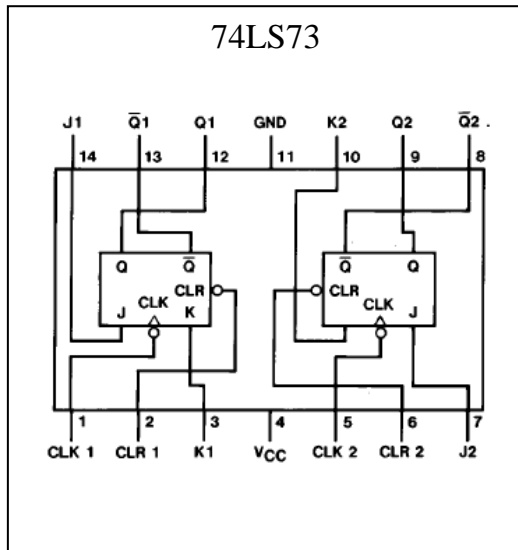 74LS73
J1 Q̅1 Q1 GND K2 Q2 Q̅2 .
14 13 12 11 10 9 8
Q Q̅ Q̅ Q
CLR CLR
CLK CLK
J K J
1 2 3 4 5 6 7
CLK 1 CLR 1 K1 VCC CLK 2 CLR 2 J2